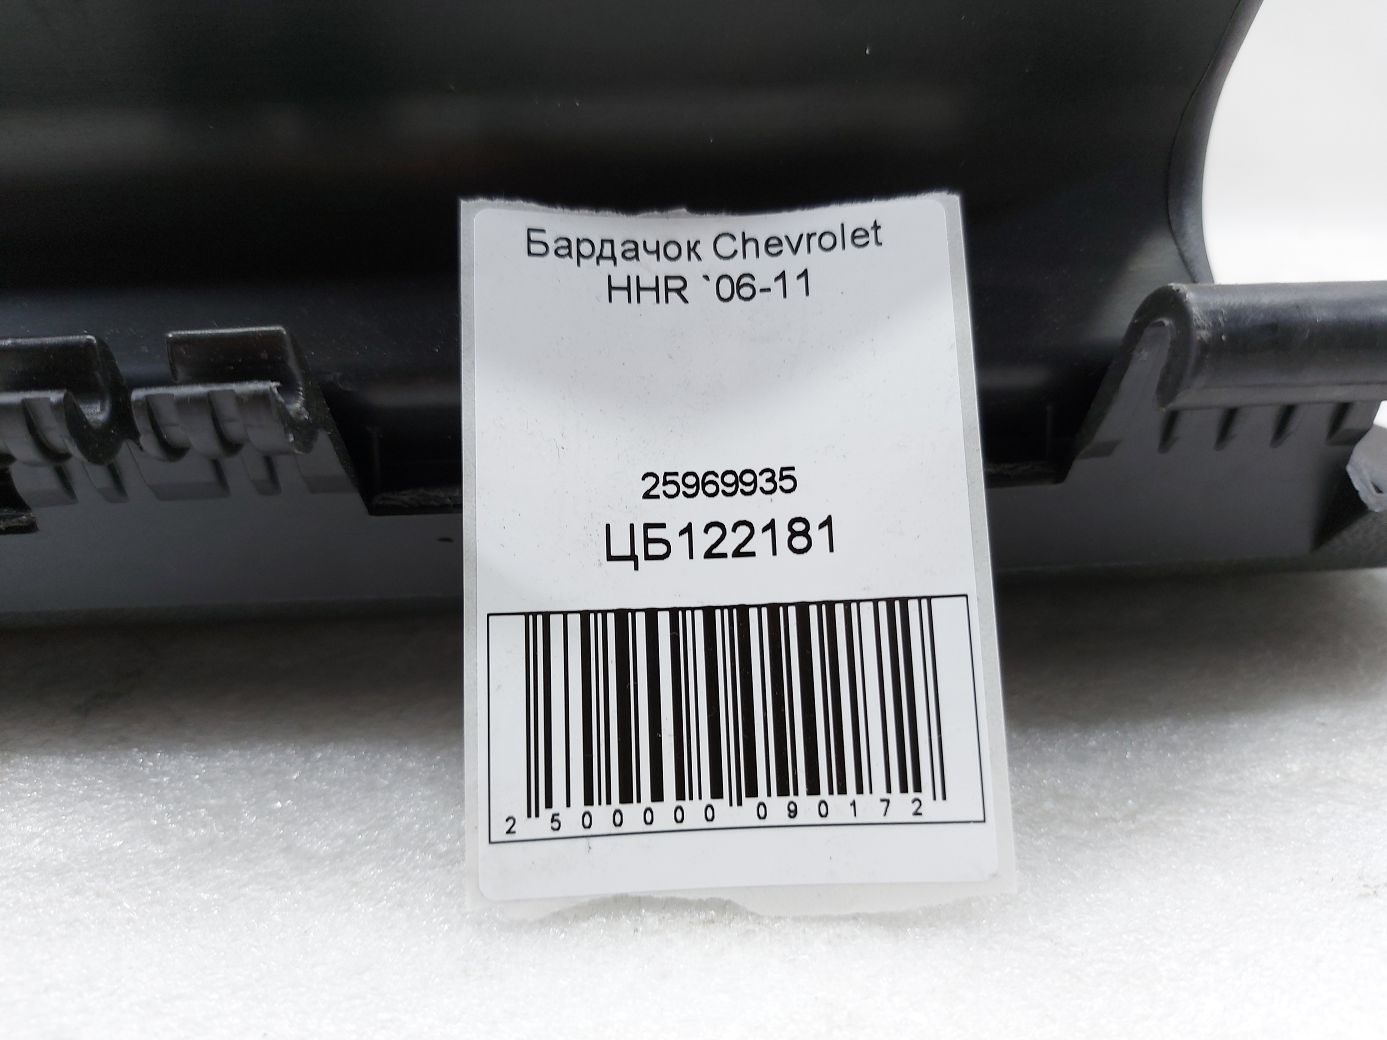 Бардачок Chevrolet
HHR `06-11
25969935
ЦБ122181
2 500000 090172